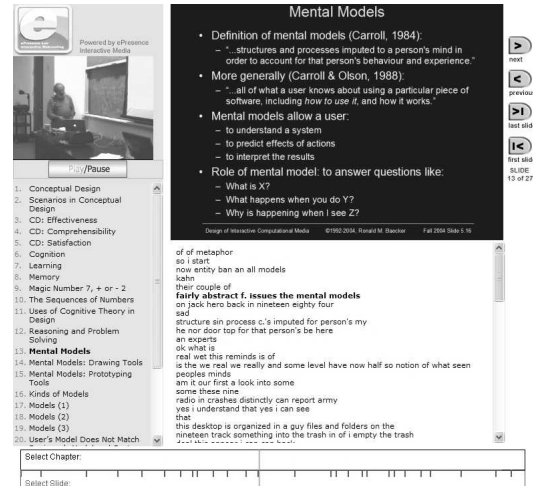 Powered by ePresence
Interactive Media
Play/Pause
1. Conceptual Design
2. Scenarios in Conceptual
Design
3. CD: Effectiveness
4. CD: Comprehensibility
5. CD: Satisfaction
6. Cognition
7. Learning
8. Memory
9. Magic Number 7, + or - 2
10. The Sequences of Numbers
11. Uses of Cognitive Theory in
Design
12. Reasoning and Problem
Solving
13. Mental Models
14. Mental Models: Drawing Tools
15. Mental Models: Prototyping
Tools
16. Kinds of Models
17. Models (1)
18. Models (2)
19. Models (3)
20. User's Model Does Not Match
Mental Models
• Definition of mental models (Carroll, 1984):
– "...structures and processes imputed to a person's mind in
order to account for that person's behaviour and experience."
• More generally (Carroll & Olson, 1988):
– "...all of what a user knows about using a particular piece of
software, including how to use it, and how it works."
• Mental models allow a user:
– to understand a system
– to predict effects of actions
– to interpret the results
• Role of mental model: to answer questions like:
– What is X?
– What happens when you do Y?
– Why is happening when I see Z?
Design of Interactive Computational Media ©1992-2004, Ronald M. Baecker Fall 2004 Slide 5.16
next
previou
last slid
first slid
SLIDE
13 of 27
of of metaphor
so i start
now entity ban an all models
kahn
their couple of
fairly abstract f. issues the mental models
on jack hero back in nineteen eighty four
sad
structure sin process c.'s imputed for person's my
he nor door top for that person's be here
an experts
ok what is
real wet this reminds is of
is the we real we really and some level have now half so notion of what seen
peoples minds
am it our first a look into some
some these nine
radio in crashes distinctly can report army
yes i understand that yes i can see
that
this desktop is organized in a guy files and folders on the
nineteen track something into the trash in of i empty the trash
Select Chapter:
Select Slide: